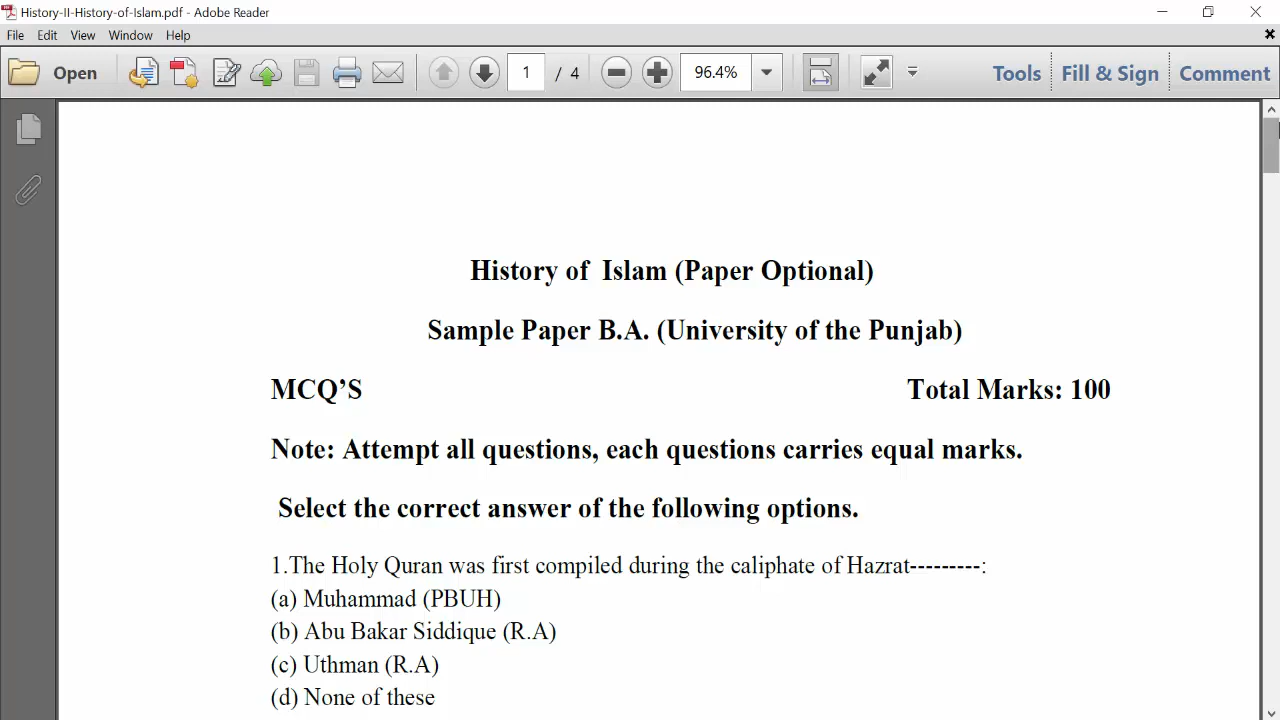 History-II-History-of-Islam.pdf - Adobe Reader
File Edit View Window Help
Open 1 / 4 96.4% Tools Fill & Sign Comment
History of Islam (Paper Optional)
Sample Paper B.A. (University of the Punjab)
MCQ’S Total Marks: 100
Note: Attempt all questions, each questions carries equal marks.
Select the correct answer of the following options.
1.The Holy Quran was first compiled during the caliphate of Hazrat---------:
(a) Muhammad (PBUH)
(b) Abu Bakar Siddique (R.A)
(c) Uthman (R.A)
(d) None of these